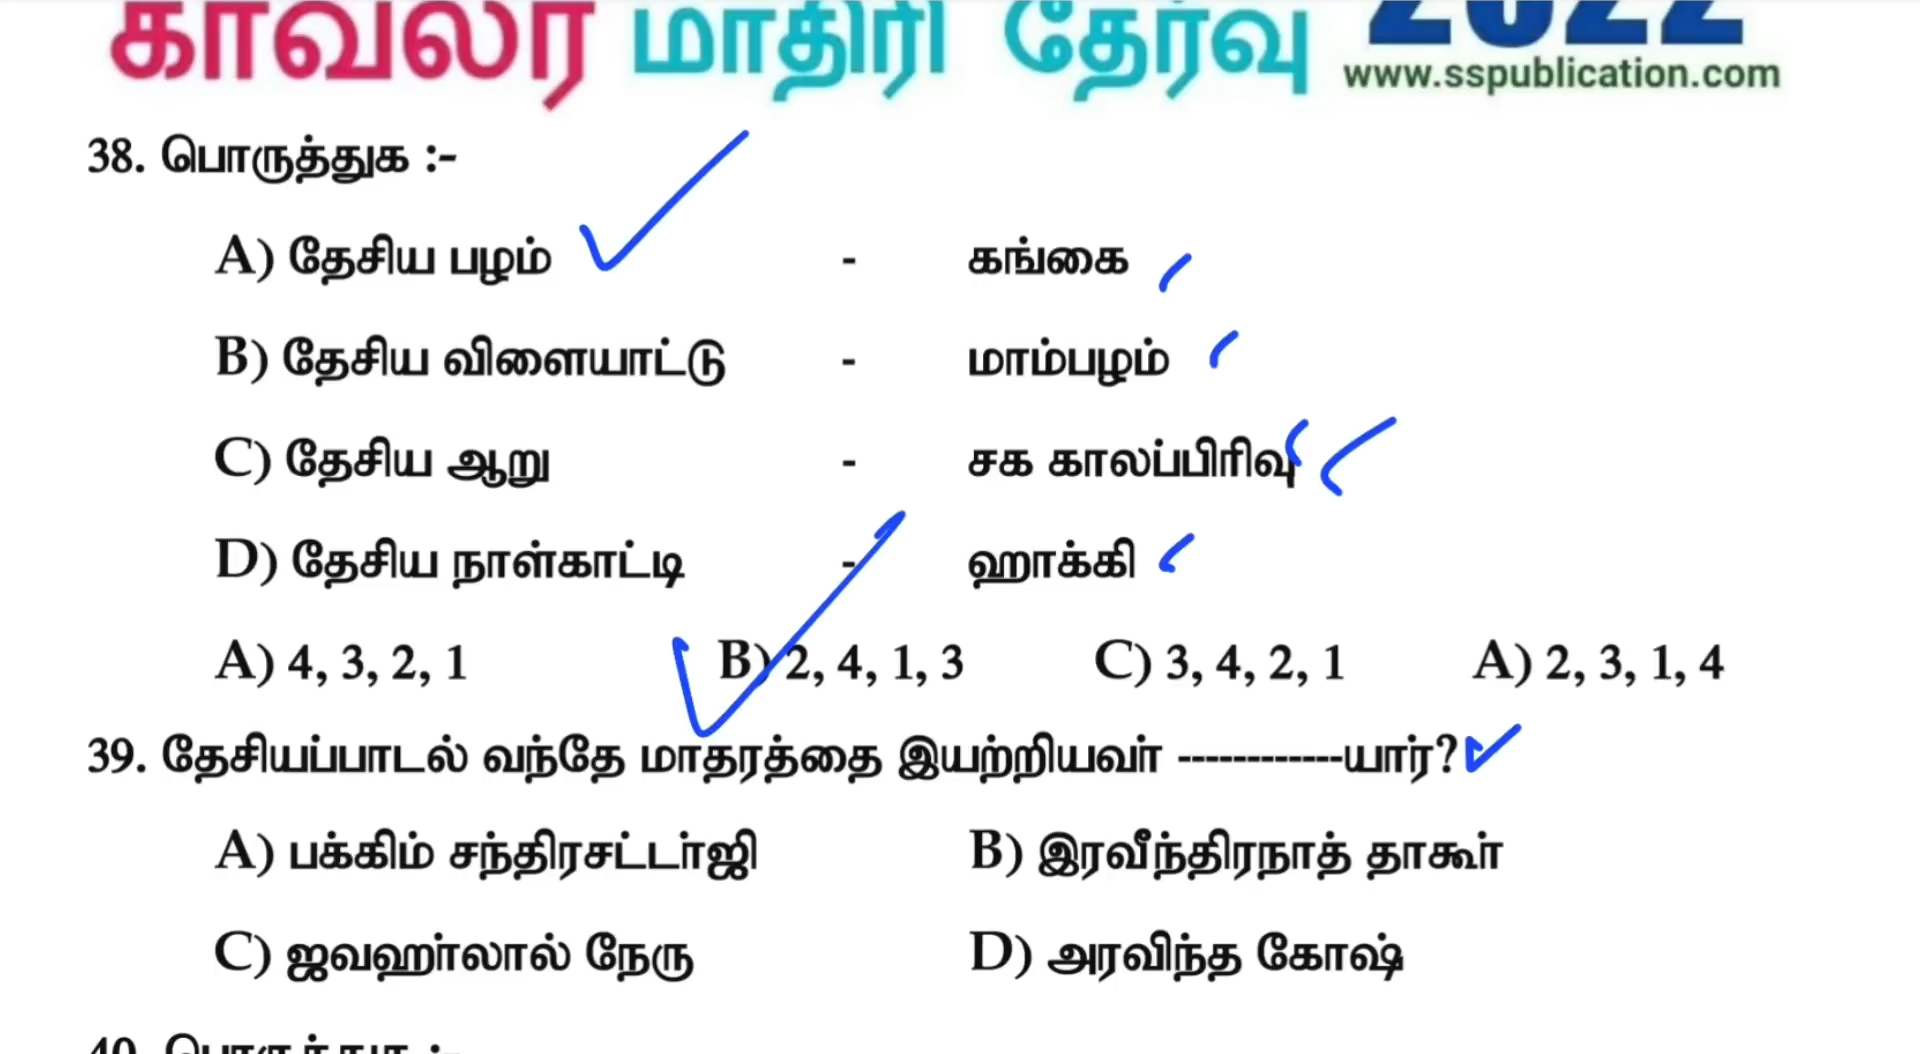 காவலர் மாதிரி தேர்வு 2022
www.sspublication.com
38. பொருத்துக :-
A) தேசிய பழம் - கங்கை
B) தேசிய விளையாட்டு - மாம்பழம்
C) தேசிய ஆறு - சக காலப்பிரிவு
D) தேசிய நாள்காட்டி - ஹாக்கி
A) 4, 3, 2, 1 B) 2, 4, 1, 3 C) 3, 4, 2, 1 A) 2, 3, 1, 4
39. தேசியப்பாடல் வந்தே மாதரத்தை இயற்றியவர் ------------யார்?
A) பக்கிம் சந்திரசட்டர்ஜி B) இரவீந்திரநாத் தாகூர்
C) ஜவஹர்லால் நேரு D) அரவிந்த கோஷ்
40. பொருத்துக :-